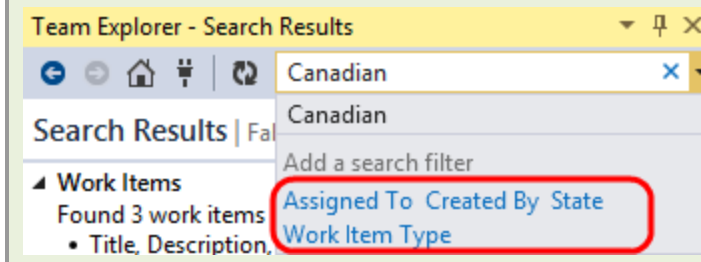 Team Explorer - Search Results
Canadian
Canadian
Search Results | Fal
Add a search filter
Work Items
Assigned To Created By State
Found 3 work items
Work Item Type
• Title, Description,